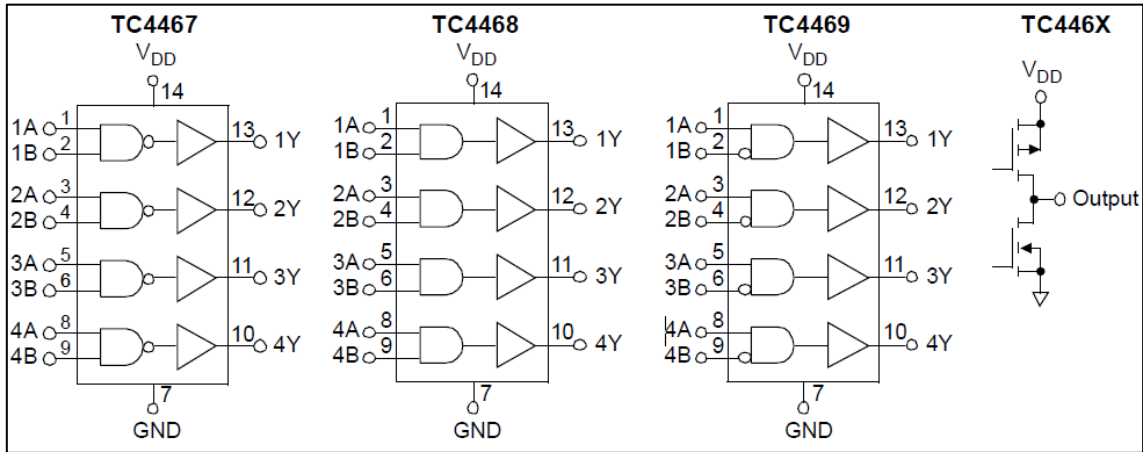 TC4467 TC4468 TC4469 TC446X
VDD VDD VDD VDD
14 14 14
1A 1 13 1Y 1A 1 13 1Y 1A 1 13 1Y
1B 2 1B 2 1B 2
2A 3 12 2Y 2A 3 12 2Y 2A 3 12 2Y Output
2B 4 2B 4 2B 4
3A 5 11 3Y 3A 5 11 3Y 3A 5 11 3Y
3B 6 3B 6 3B 6
4A 8 10 4Y 4A 8 10 4Y 4A 8 10 4Y
4B 9 4B 9 4B 9
7 7 7
GND GND GND